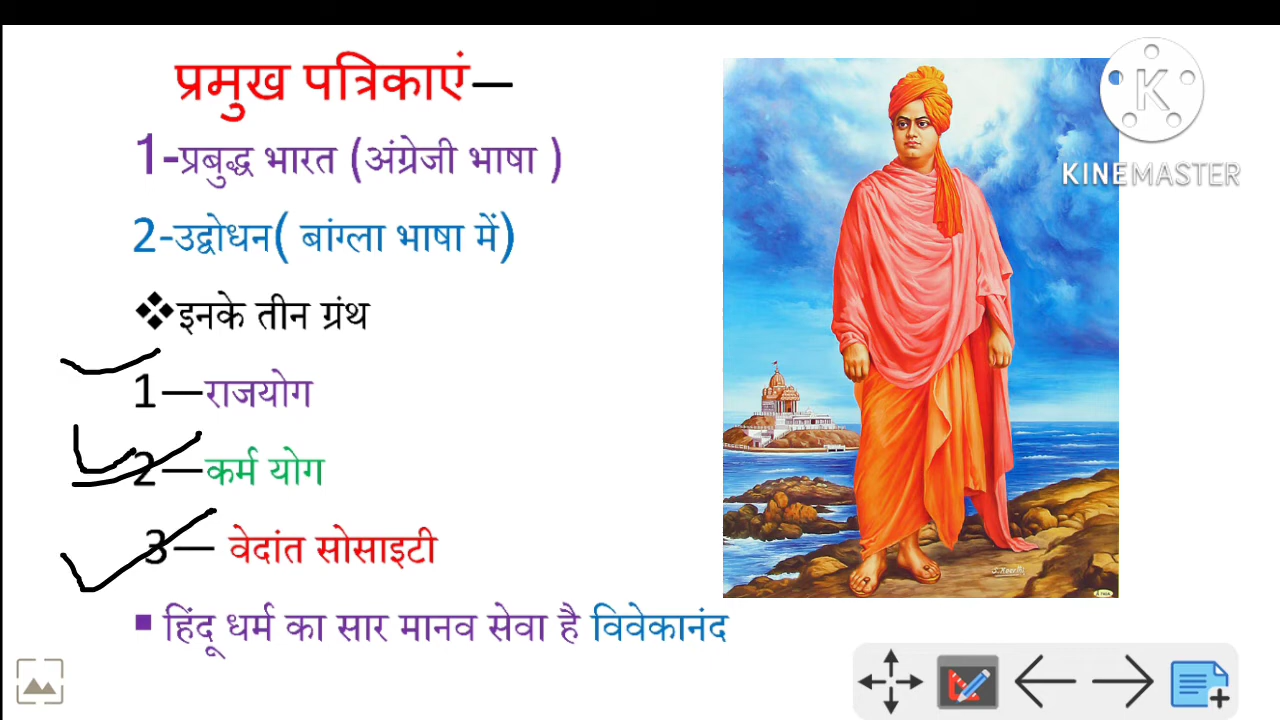 प्रमुख पत्रिकाएं—
1-प्रबुद्ध भारत (अंग्रेजी भाषा )
2-उद्बोधन( बांग्ला भाषा में)
❖इनके तीन ग्रंथ
1—राजयोग
2—कर्म योग
3— वेदांत सोसाइटी
▪ हिंदू धर्म का सार मानव सेवा है विवेकानंद
K
KINEMASTER